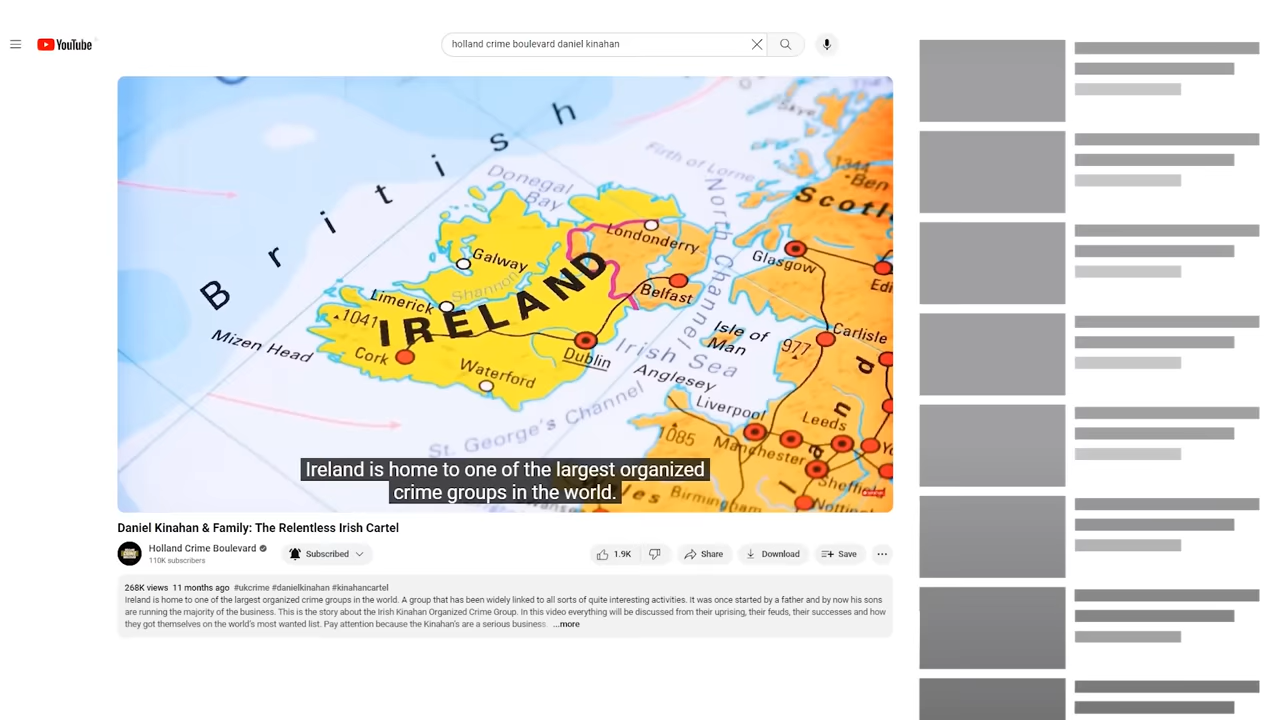 YouTube
holland crime boulevard daniel kinahan
B r i t i s h
Skye
1344
Ben
Firth of Lorne
Donegal
Bay
North Channel
Scotl
Londonderry
Glasgow
Edi
Galway
Shannon
IRELAND
Belfast
Limerick
1041
Isle of
Man
977
Carlisle
Mizen Head
Cork
Dublin
Irish Sea
Waterford
Anglesey
Liverpool
Leeds
St. George's Channel
1085
Manchester
Sheffield
Birmingham
Ireland is home to one of the largest organized
crime groups in the world.
Daniel Kinahan & Family: The Relentless Irish Cartel
Holland Crime Boulevard
110K subscribers
Subscribed
1.9K
Share
Download
Save
268K views 11 months ago #ukcrime #danielkinahan #kinahancartel
Ireland is home to one of the largest organized crime groups in the world. A group that has been widely linked to all sorts of quite interesting activities. It was once started by a father and by now his sons
are running the majority of the business. This is the story about the Irish Kinahan Organized Crime Group. In this video everything will be discussed from their uprising, their feuds, their successes and how
they got themselves on the world's most wanted list. Pay attention because the Kinahan's are a serious business. ...more